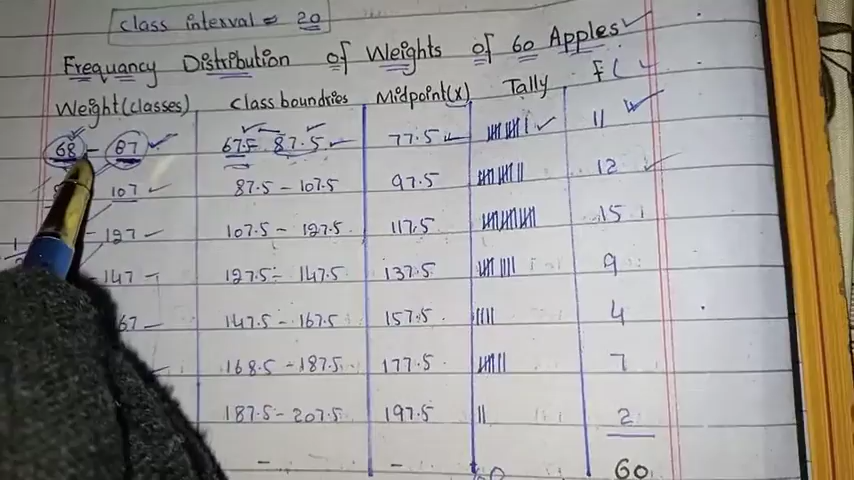 class interval = 20
Frequancy Distribution of Weights of 60 Apples
Weight(classes) class boundries Midpoint(x) Tally F(
68 - 87 67.5 - 87.5 77.5 11
107 87.5 - 107.5 97.5 12
- 127 107.5 - 127.5 117.5 15
147 127.5 - 147.5 137.5 9
67 147.5 - 167.5 157.5 4
168.5 - 187.5 177.5 7
187.5 - 207.5 197.5 2
- - 60